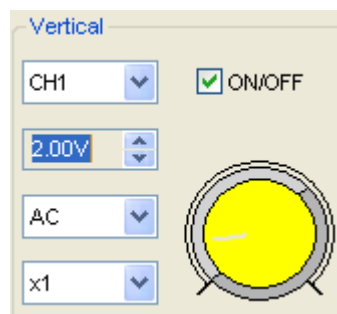 Vertical
CH1
ON/OFF
2.00V
AC
x1